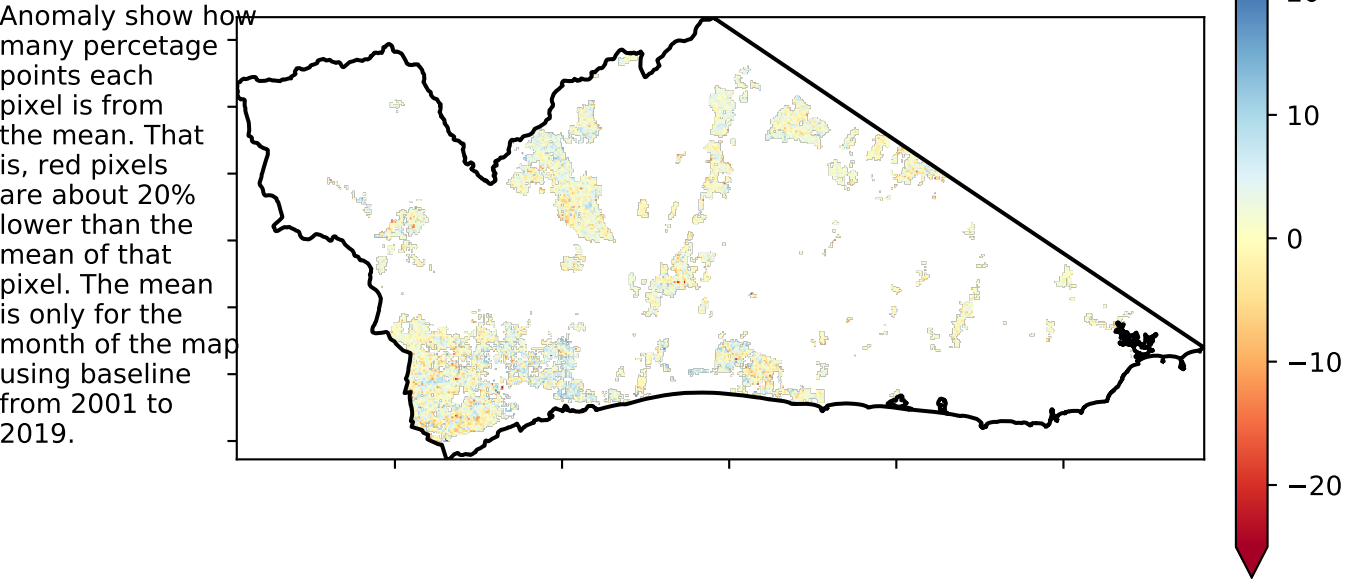 Anomaly show how
many percetage
points each
pixel is from
the mean. That
is, red pixels
are about 20%
lower than the
mean of that
pixel. The mean
is only for the
month of the map
using baseline
from 2001 to
2019.
10
0
−10
−20